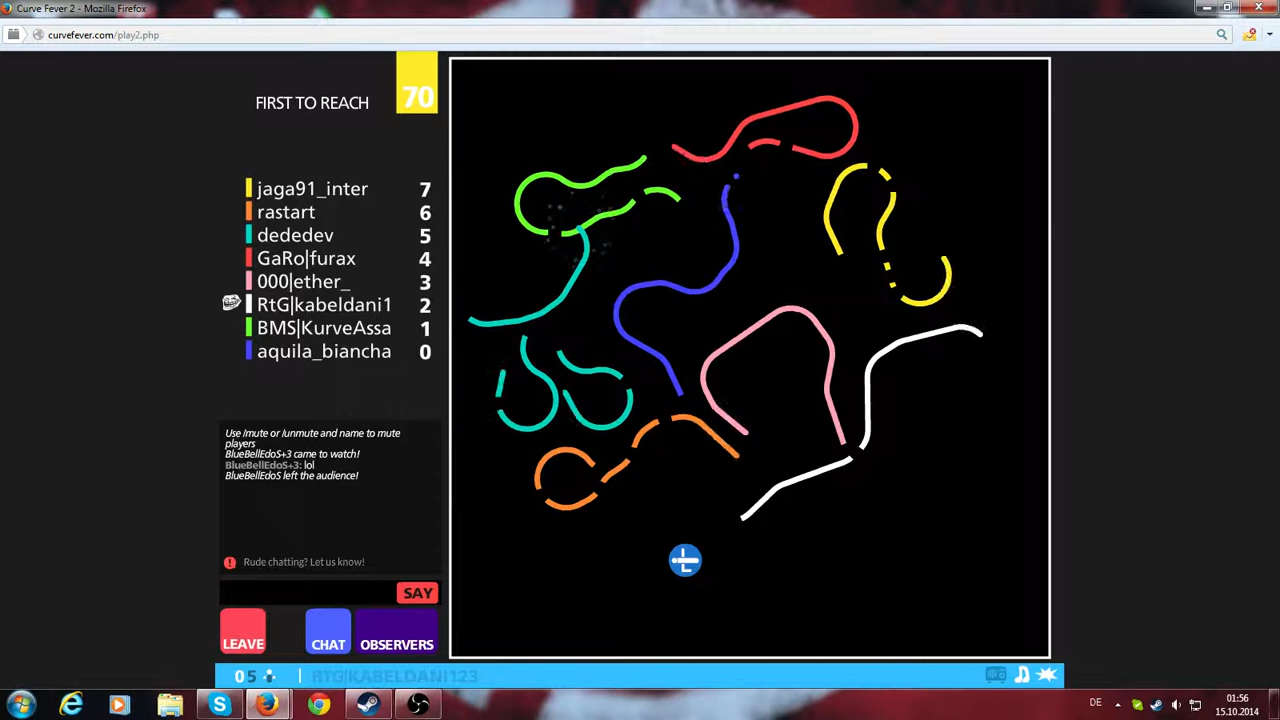 Curve Fever 2 - Mozilla Firefox
curvefever.com/play2.php
FIRST TO REACH
70
jaga91_inter 7
rastart 6
dededev 5
GaRo|furax 4
000|ether_ 3
RtG|kabeldani1 2
BMS|KurveAssa 1
aquila_biancha 0
Use /mute or /unmute and name to mute
players
BlueBellEdoS+3 came to watch!
BlueBellEdoS+3: lol
BlueBellEdoS left the audience!
Rude chatting? Let us know!
SAY
LEAVE
CHAT
OBSERVERS
05
RTG|KABELDANI123
DE
01:56
15.10.2014